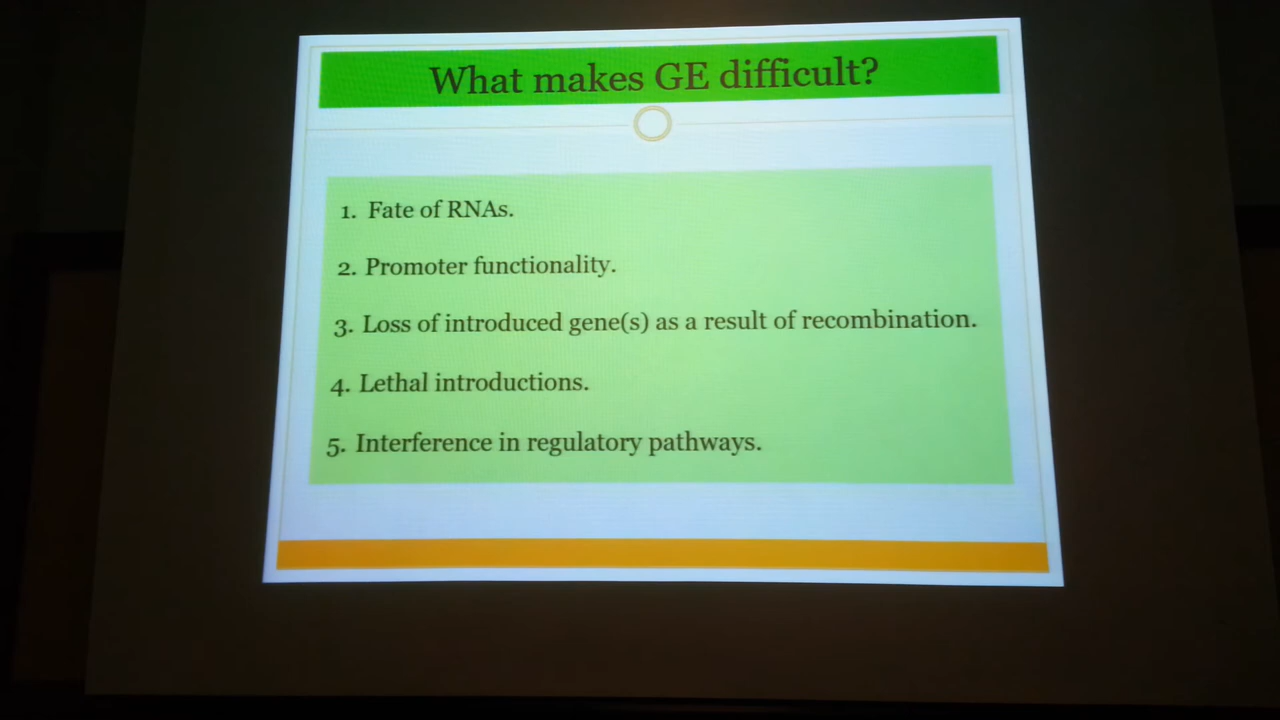 What makes GE difficult?
1. Fate of RNAs.
2. Promoter functionality.
3. Loss of introduced gene(s) as a result of recombination.
4. Lethal introductions.
5. Interference in regulatory pathways.